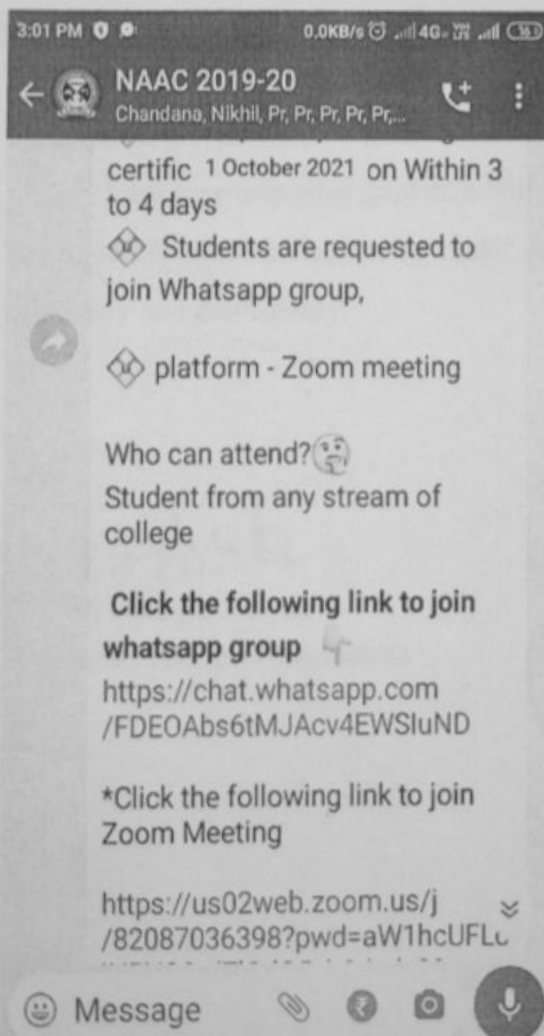 3:01 PM 0.0KB/s 4G
NAAC 2019-20
Chandana, Nikhil, Pr, Pr, Pr, Pr, Pr,...
certific 1 October 2021 on Within 3
to 4 days
Students are requested to
join Whatsapp group,
platform - Zoom meeting
Who can attend?🤔
Student from any stream of
college
Click the following link to join
whatsapp group 👇
https://chat.whatsapp.com
/FDEOAbs6tMJAcv4EWSIuND
*Click the following link to join
Zoom Meeting
https://us02web.zoom.us/j
/82087036398?pwd=aW1hcUFL
Message